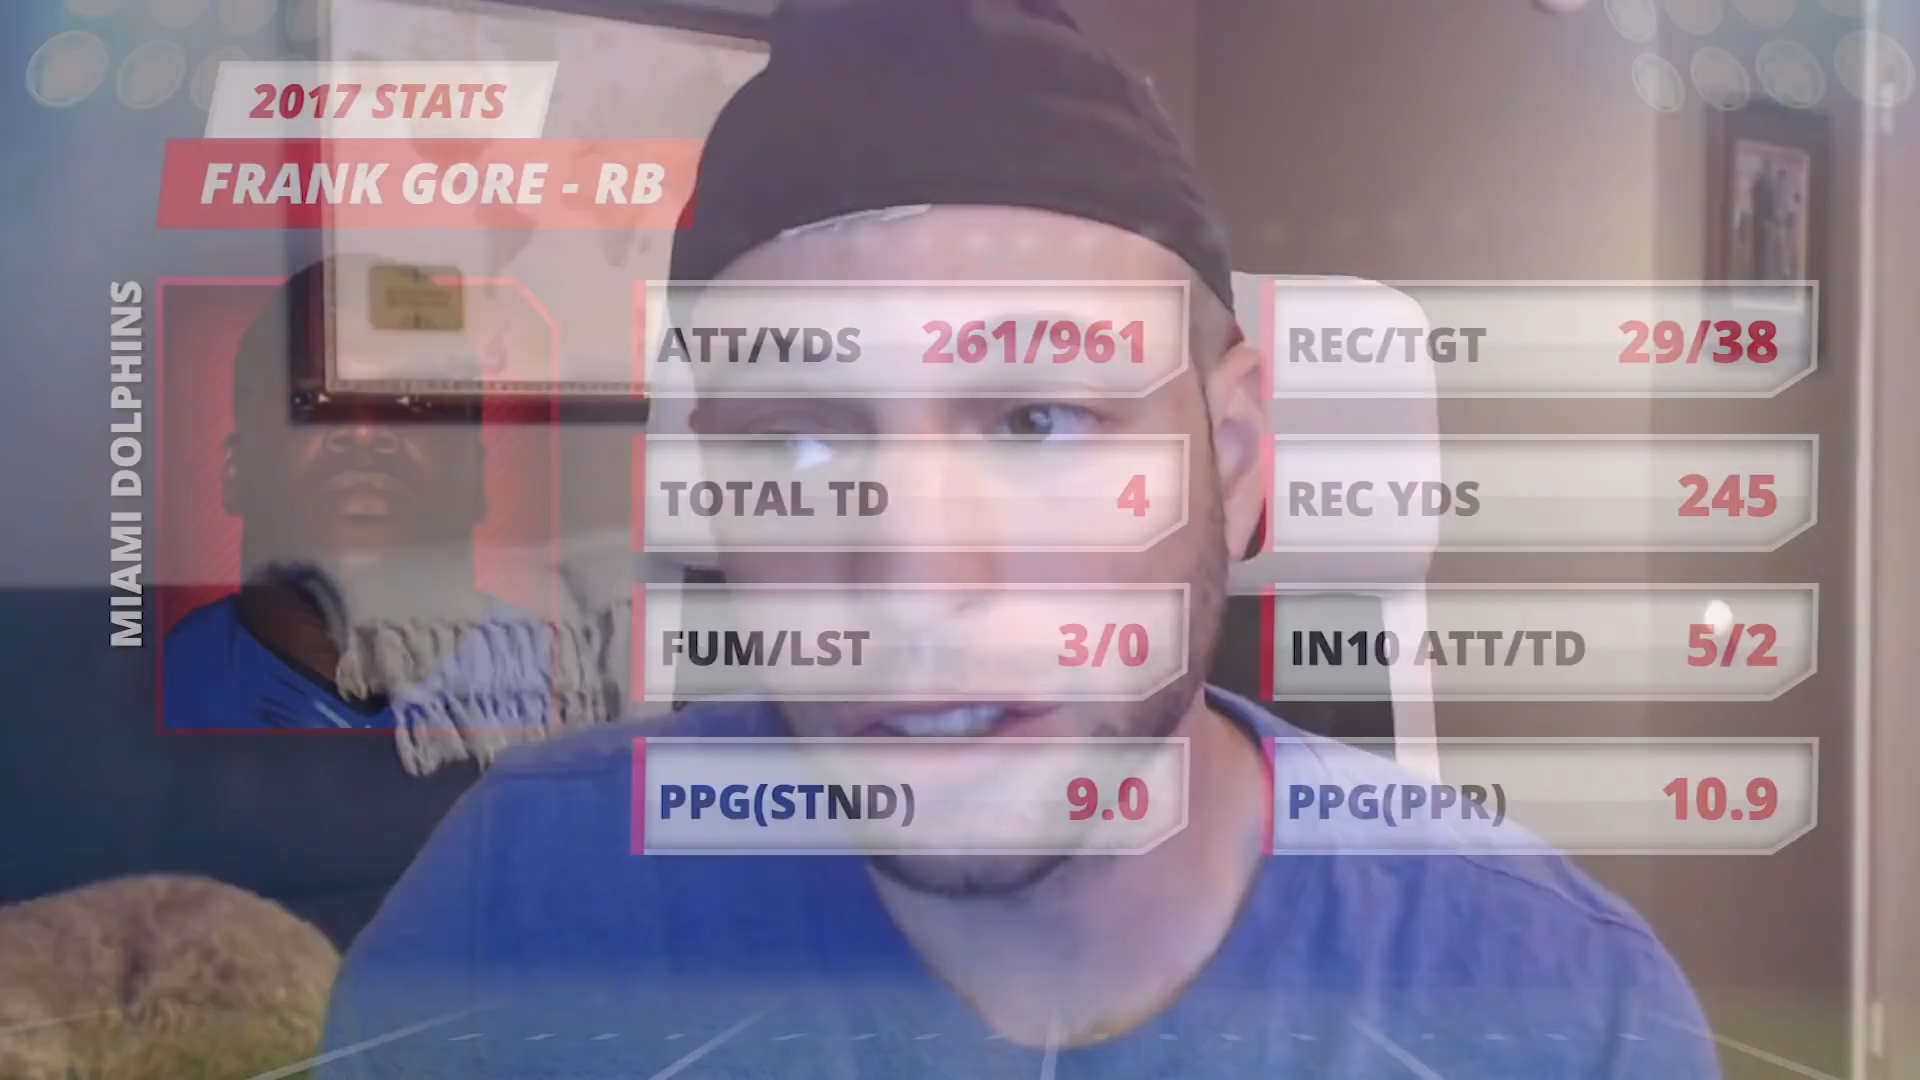 2017 STATS
FRANK GORE - RB
MIAMI DOLPHINS
ATT/YDS 261/961
REC/TGT 29/38
TOTAL TD 4
REC YDS 245
FUM/LST 3/0
IN10 ATT/TD 5/2
PPG(STND) 9.0
PPG(PPR) 10.9